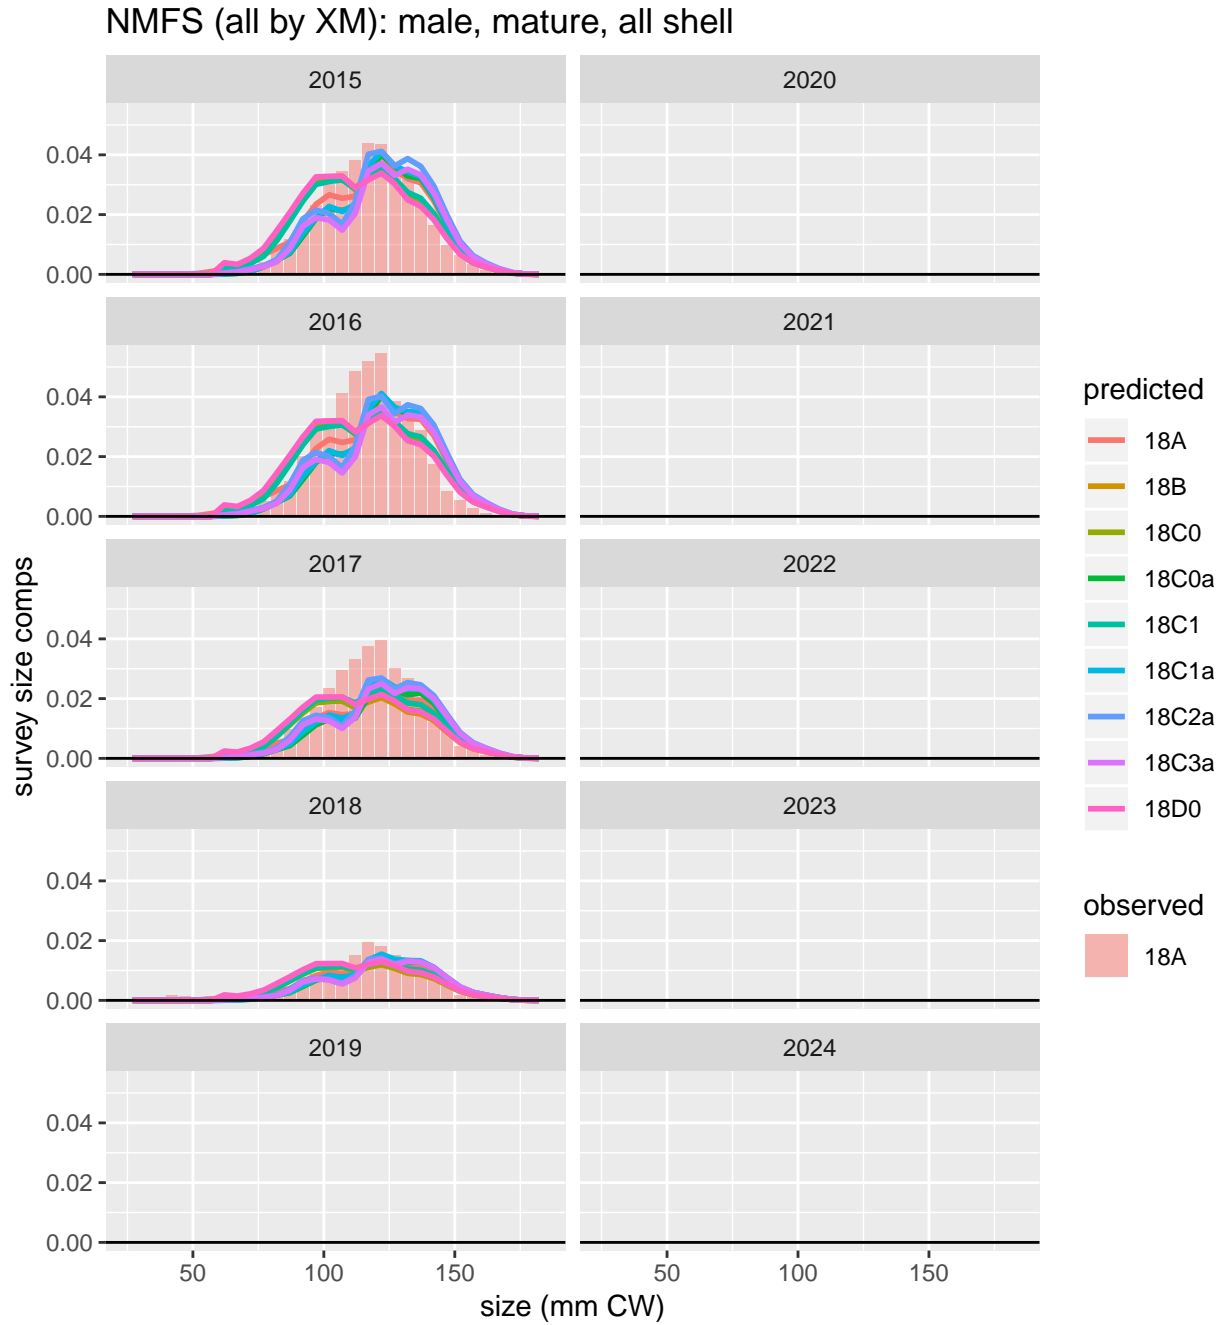 NMFS (all by XM): male, mature, all shell
2015
2020
0.04
0.02
0.00
2016
2021
0.04
0.02
0.00
2017
2022
0.04
0.02
0.00
2018
2023
0.04
0.02
0.00
2019
2024
0.04
0.02
0.00
50
100
150
50
100
150
size (mm CW)
survey size comps
predicted
18A
18B
18C0
18C0a
18C1
18C1a
18C2a
18C3a
18D0
observed
18A